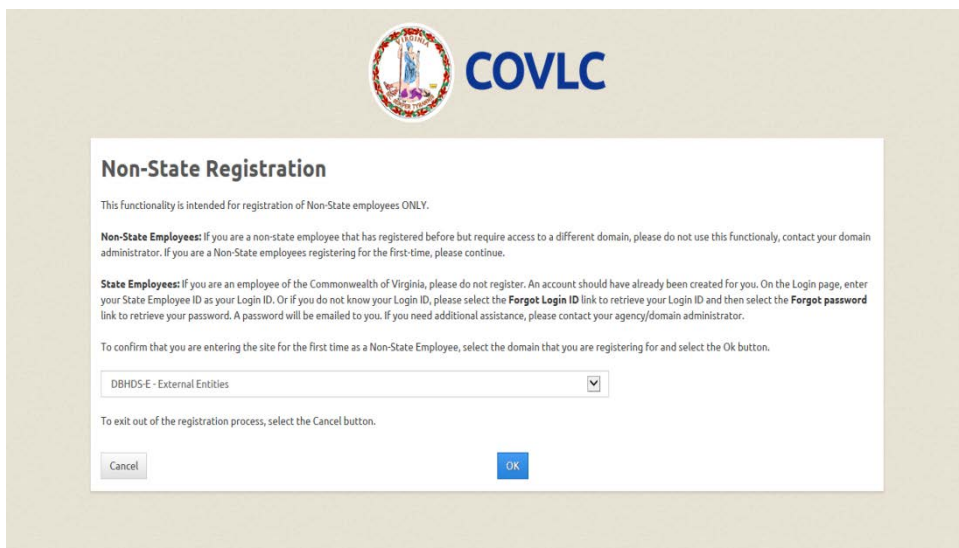 VIRGINIA
COVLC
Non-State Registration
This functionality is intended for registration of Non-State employees ONLY.
Non-State Employees: If you are a non-state employee that has registered before but require access to a different domain, please do not use this functionaly, contact your domain
administrator. If you are a Non-State employees registering for the first-time, please continue.
State Employees: If you are an employee of the Commonwealth of Virginia, please do not register. An account should have already been created for you. On the Login page, enter
your State Employee ID as your Login ID. Or if you do not know your Login ID, please select the Forgot Login ID link to retrieve your Login ID and then select the Forgot password
link to retrieve your password. A password will be emailed to you. If you need additional assistance, please contact your agency/domain administrator.
To confirm that you are entering the site for the first time as a Non-State Employee, select the domain that you are registering for and select the Ok button.
DBHDS-E - External Entities
To exit out of the registration process, select the Cancel button.
Cancel
OK